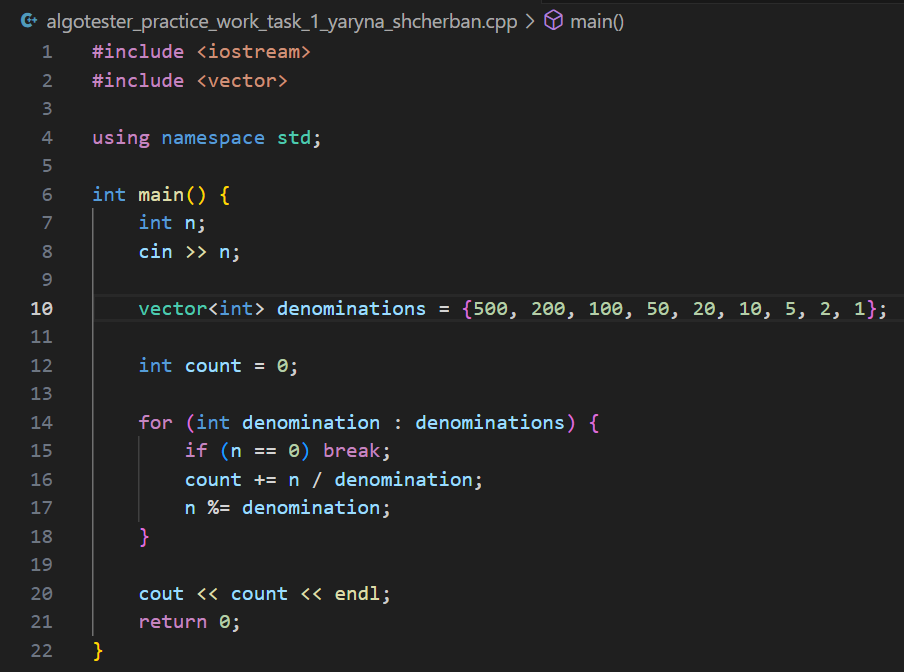 algotester_practice_work_task_1_yaryna_shcherban.cpp > main()
1 #include <iostream>
2 #include <vector>
3
4 using namespace std;
5
6 int main() {
7     int n;
8     cin >> n;
9
10     vector<int> denominations = {500, 200, 100, 50, 20, 10, 5, 2, 1};
11
12     int count = 0;
13
14     for (int denomination : denominations) {
15         if (n == 0) break;
16         count += n / denomination;
17         n %= denomination;
18     }
19
20     cout << count << endl;
21     return 0;
22 }